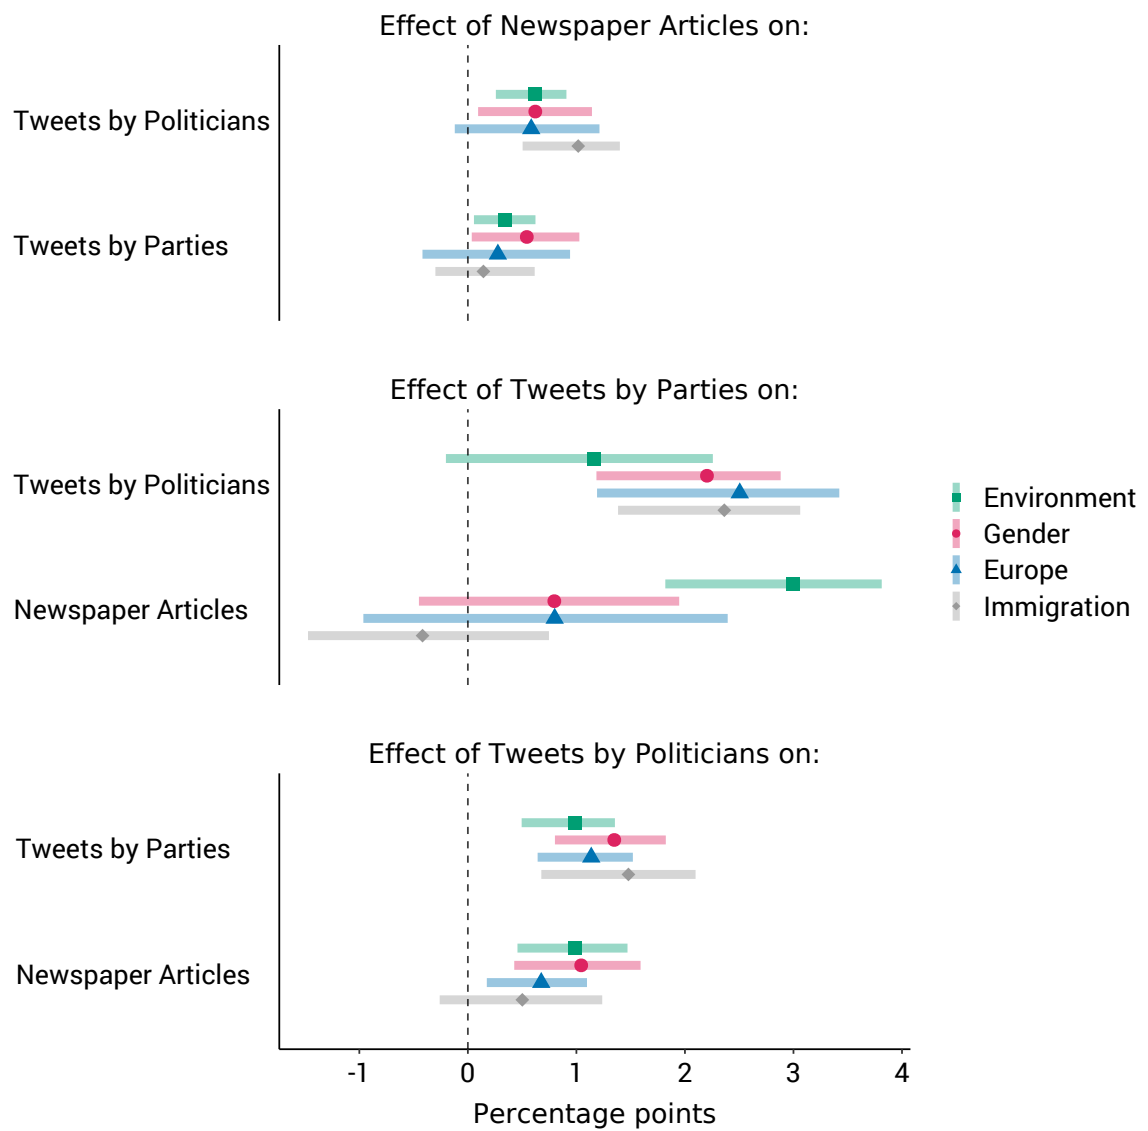 Effect of Newspaper Articles on:
Tweets by Politicians
Tweets by Parties
Effect of Tweets by Parties on:
Tweets by Politicians
Newspaper Articles
Environment
Gender
Europe
Immigration
Effect of Tweets by Politicians on:
Tweets by Parties
Newspaper Articles
-1 0 1 2 3 4
Percentage points